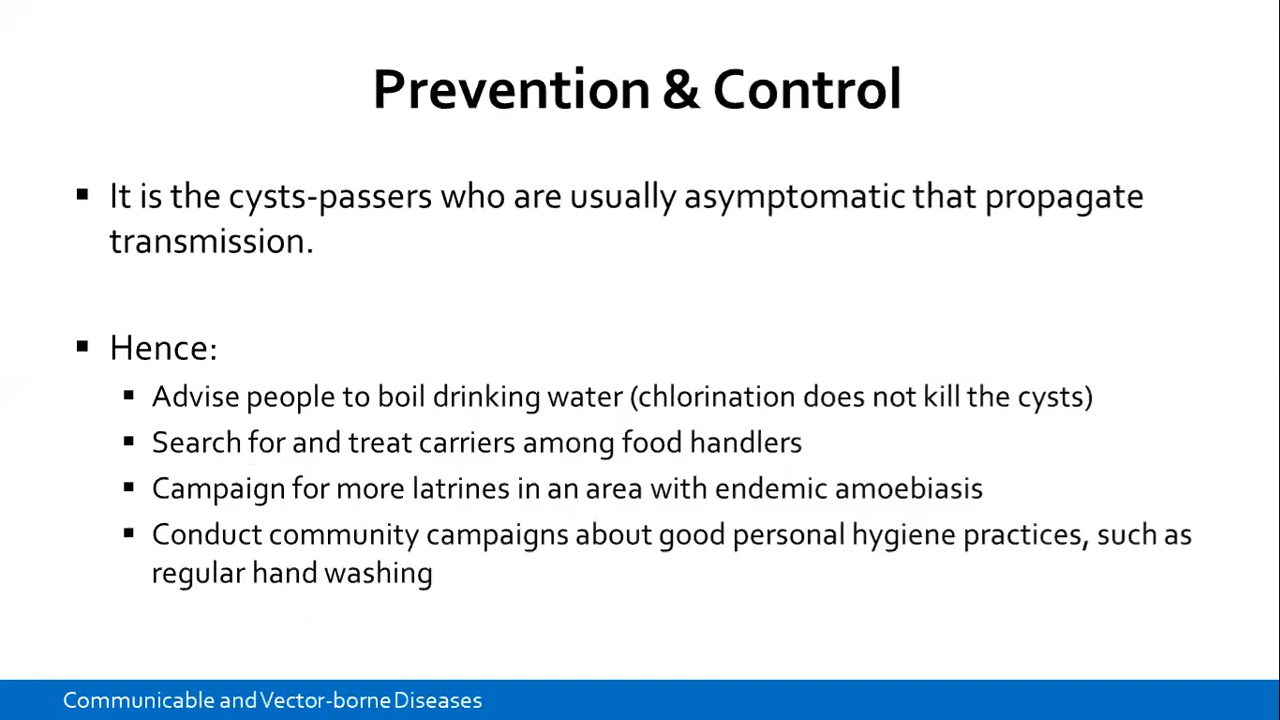 Prevention & Control
▪ It is the cysts-passers who are usually asymptomatic that propagate
transmission.
▪ Hence:
▪ Advise people to boil drinking water (chlorination does not kill the cysts)
▪ Search for and treat carriers among food handlers
▪ Campaign for more latrines in an area with endemic amoebiasis
▪ Conduct community campaigns about good personal hygiene practices, such as
regular hand washing
Communicable and Vector-borne Diseases